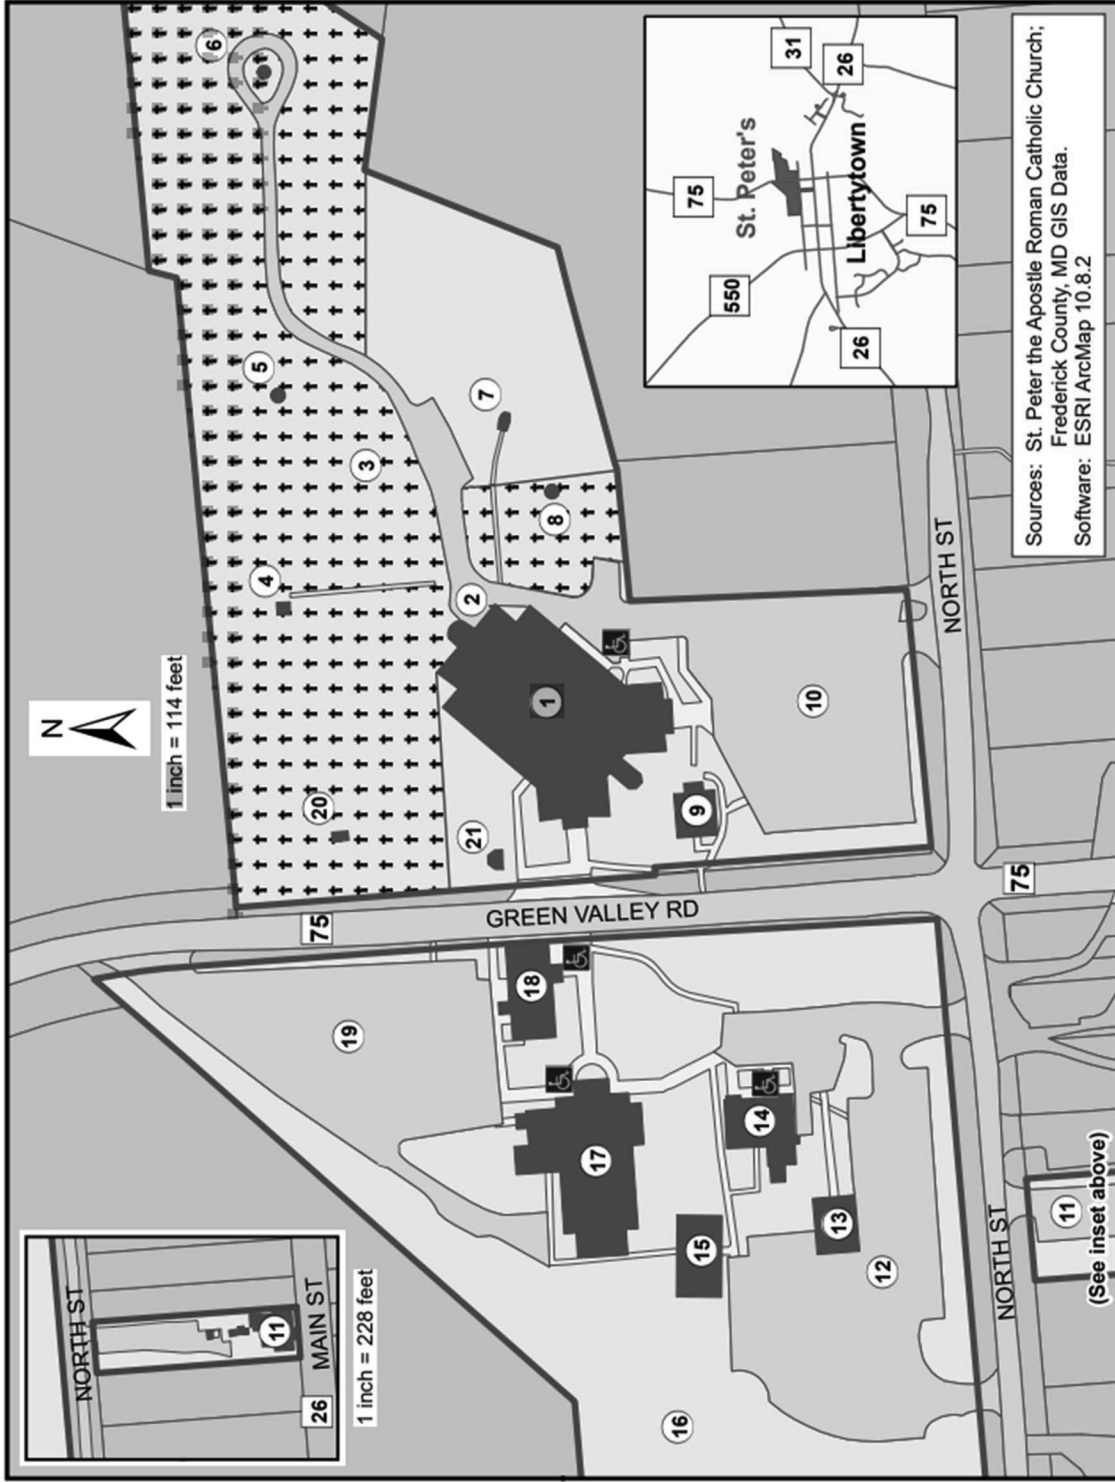 N
1 inch = 114 feet
6
5
4
3
2
7
8
20
21
1
9
10
75
GREEN VALLEY RD
NORTH ST
75
19
18
17
14
13
15
12
16
11
(See inset above)
NORTH ST
NORTH ST
11
MAIN ST
26
1 inch = 228 feet
31
26
75
St. Peter's
550
Libertytown
26
75
Sources: St. Peter the Apostle Roman Catholic Church;
Frederick County, MD GIS Data.
Software: ESRI ArcMap 10.8.2